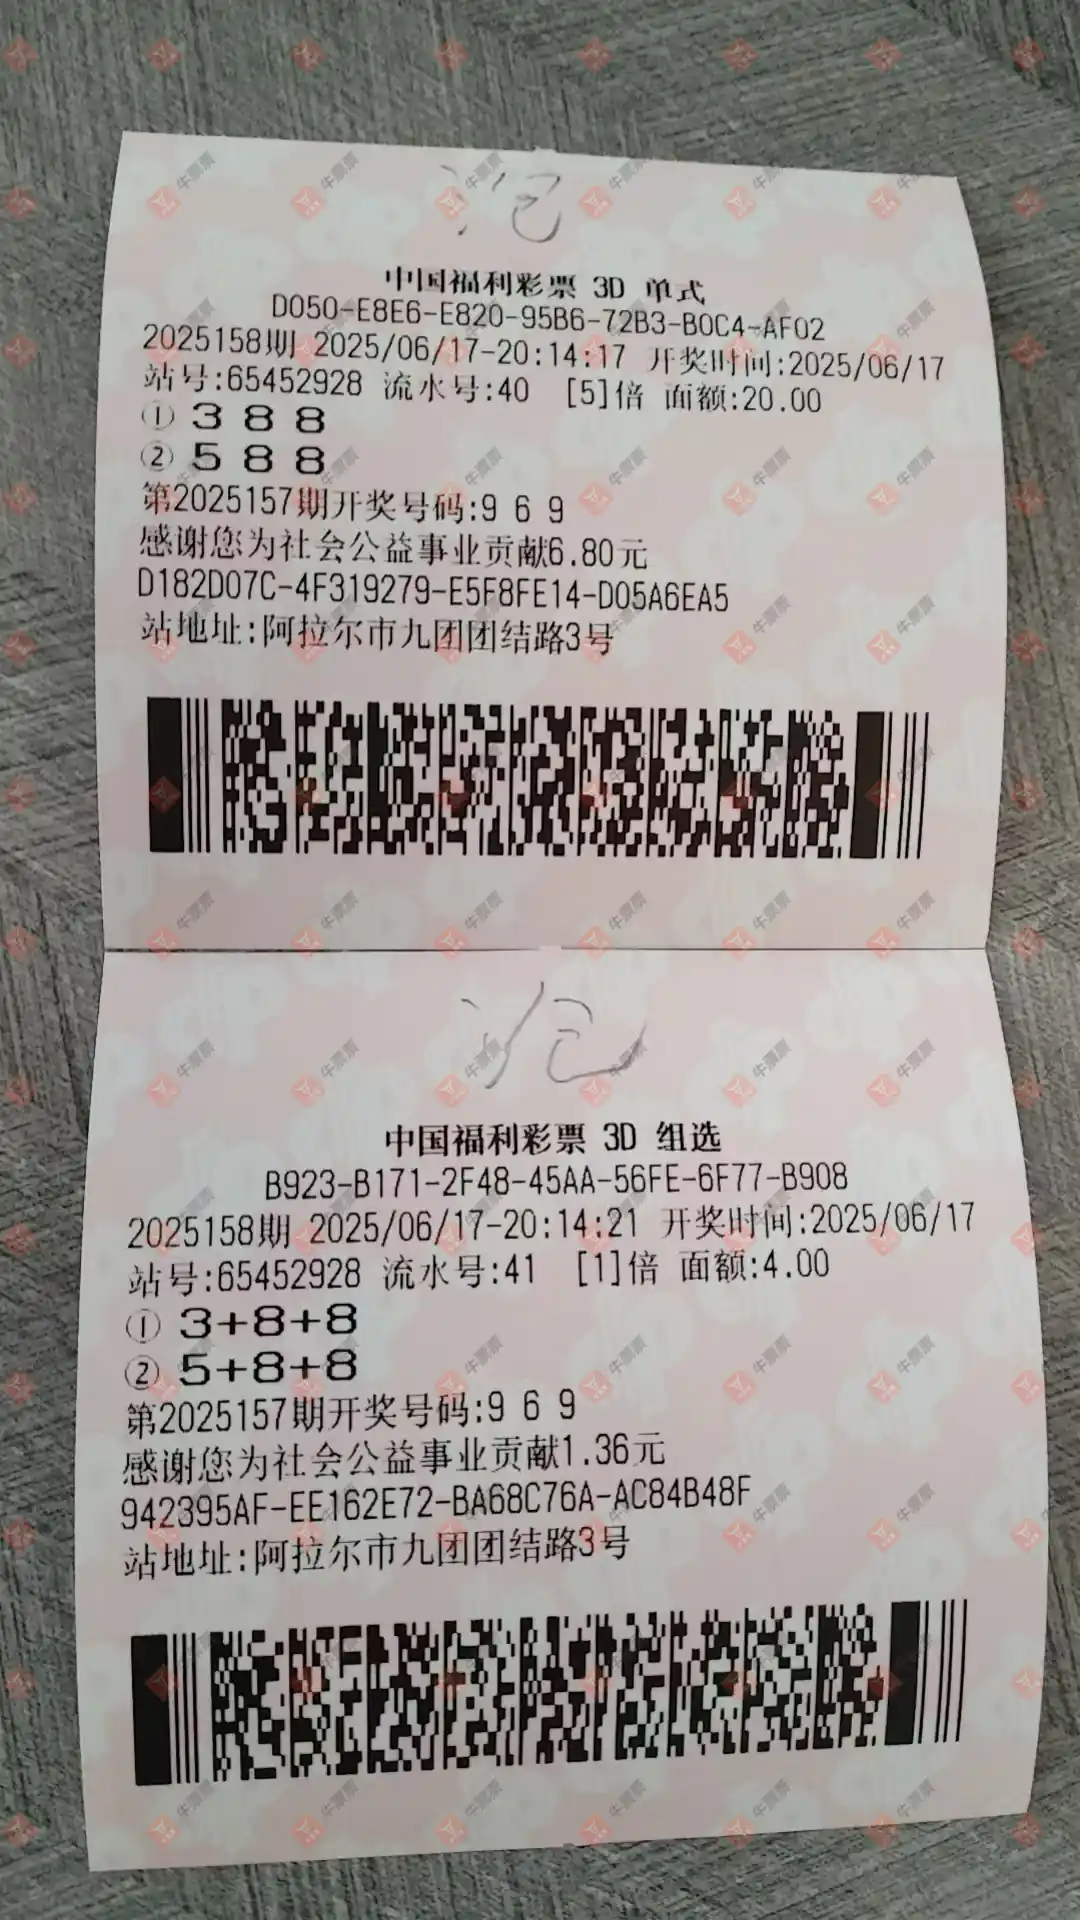 泡
中国福利彩票 3D 单式
D050-E8E6-E820-95B6-72B3-B0C4-AF02
2025158期 2025/06/17-20:14:17 开奖时间:2025/06/17
站号:65452928 流水号:40 [5]倍 面额:20.00
① 3 8 8
② 5 8 8
第2025157期开奖号码:9 6 9
感谢您为社会公益事业贡献6.80元
D182D07C-4F319279-E5F8FE14-D05A6EA5
站地址:阿拉尔市九团团结路3号
泡
中国福利彩票 3D 组选
B923-B171-2F48-45AA-56FE-6F77-B908
2025158期 2025/06/17-20:14:21 开奖时间:2025/06/17
站号:65452928 流水号:41 [1]倍 面额:4.00
① 3+8+8
② 5+8+8
第2025157期开奖号码:9 6 9
感谢您为社会公益事业贡献1.36元
942395AF-EE162E72-BA68C76A-AC84B48F
站地址:阿拉尔市九团团结路3号
牛票票